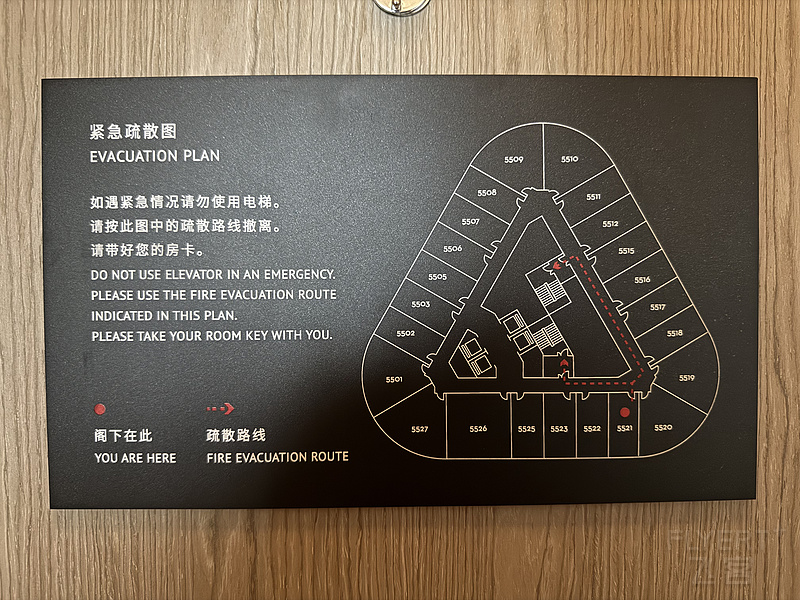 紧急疏散图
EVACUATION PLAN
如遇紧急情况请勿使用电梯。
请按此图中的疏散路线撤离。
请带好您的房卡。
DO NOT USE ELEVATOR IN AN EMERGENCY.
PLEASE USE THE FIRE EVACUATION ROUTE
INDICATED IN THIS PLAN.
PLEASE TAKE YOUR ROOM KEY WITH YOU.
阁下在此
YOU ARE HERE
疏散路线
FIRE EVACUATION ROUTE
5509
5510
5508
5511
5507
5512
5506
5515
5505
5516
5503
5517
5502
5518
5501
5519
5527
5526
5525
5523
5522
5521
5520
FLYERT